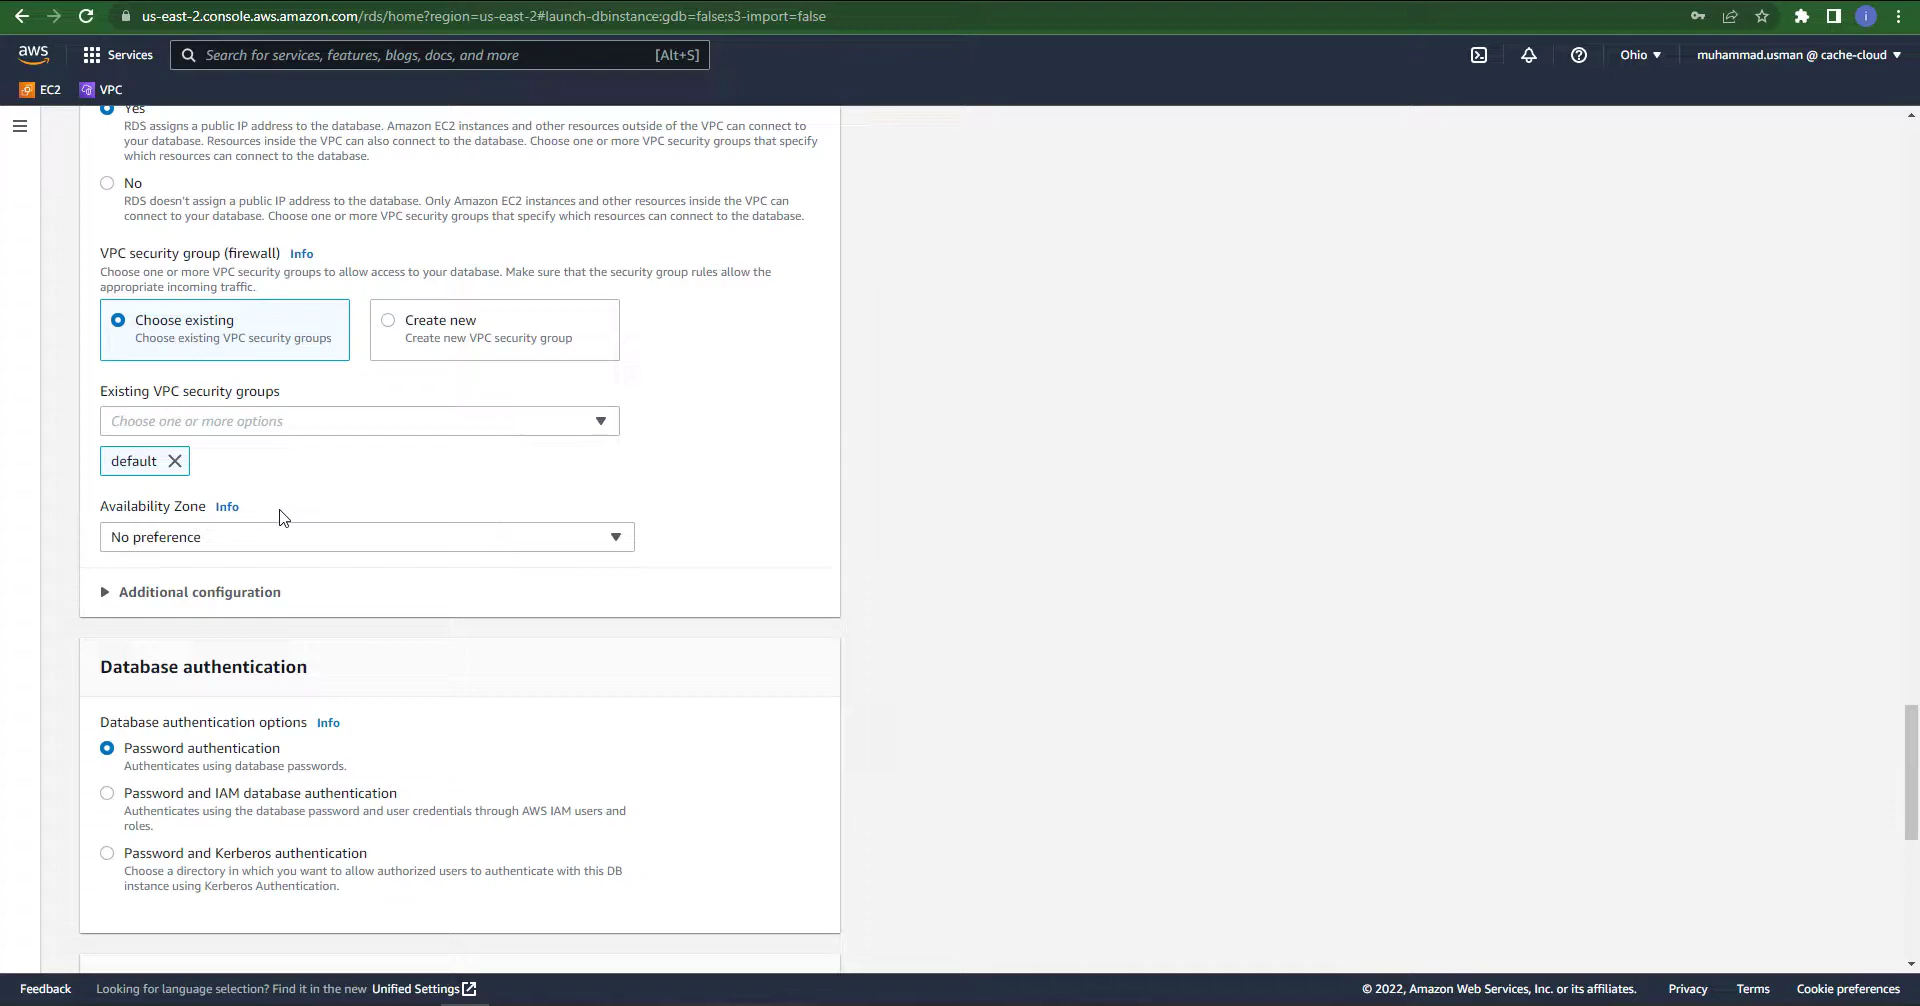 us-east-2.console.aws.amazon.com/rds/home?region=us-east-2#launch-dbinstance:gdb=false;s3-import=false
i
aws
Services
Search for services, features, blogs, docs, and more
[Alt+S]
Ohio
muhammad.usman @ cache-cloud
EC2
VPC
Yes
RDS assigns a public IP address to the database. Amazon EC2 instances and other resources outside of the VPC can connect to
your database. Resources inside the VPC can also connect to the database. Choose one or more VPC security groups that specify
which resources can connect to the database.
No
RDS doesn't assign a public IP address to the database. Only Amazon EC2 instances and other resources inside the VPC can
connect to your database. Choose one or more VPC security groups that specify which resources can connect to the database.
VPC security group (firewall) Info
Choose one or more VPC security groups to allow access to your database. Make sure that the security group rules allow the
appropriate incoming traffic.
Choose existing
Choose existing VPC security groups
Create new
Create new VPC security group
Existing VPC security groups
Choose one or more options
default
Availability Zone Info
No preference
Additional configuration
Database authentication
Database authentication options Info
Password authentication
Authenticates using database passwords.
Password and IAM database authentication
Authenticates using the database password and user credentials through AWS IAM users and
roles.
Password and Kerberos authentication
Choose a directory in which you want to allow authorized users to authenticate with this DB
instance using Kerberos Authentication.
Feedback
Looking for language selection? Find it in the new Unified Settings
© 2022, Amazon Web Services, Inc. or its affiliates.
Privacy
Terms
Cookie preferences